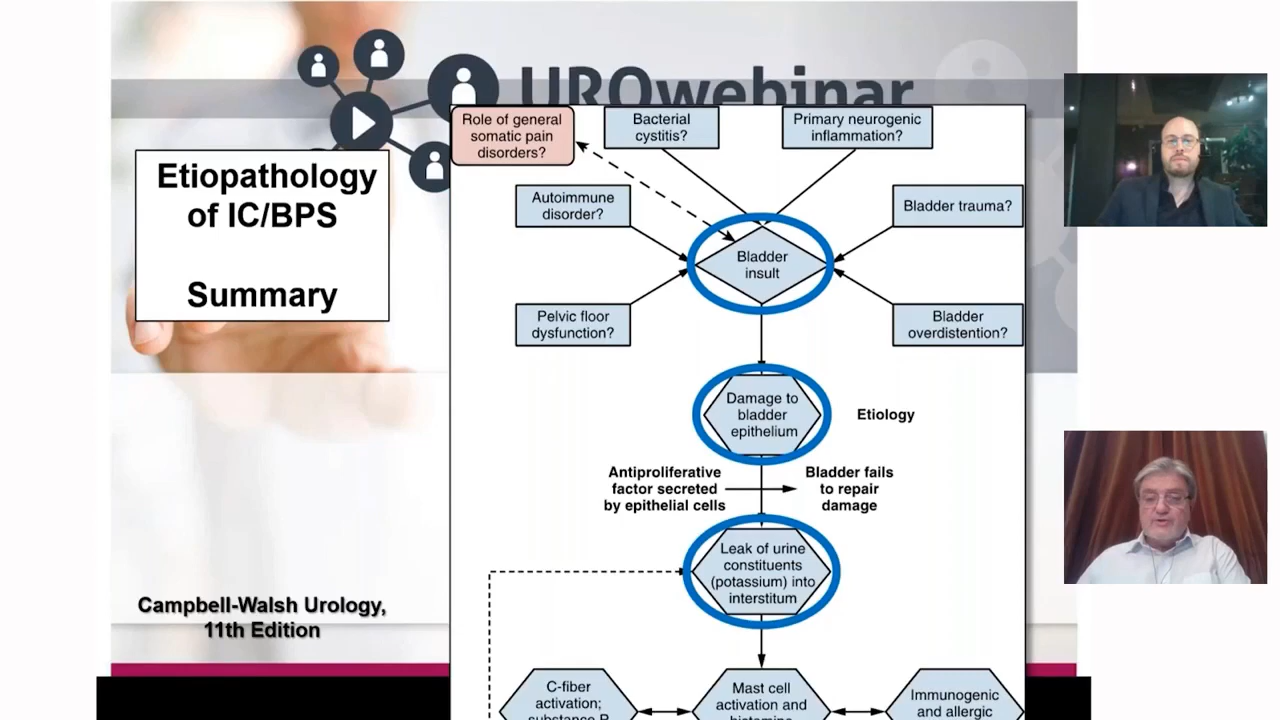 UROwebinar
Etiopathology
of IC/BPS
Summary
Campbell-Walsh Urology,
11th Edition
Role of general
somatic pain
disorders?
Bacterial
cystitis?
Primary neurogenic
inflammation?
Autoimmune
disorder?
Bladder trauma?
Bladder
insult
Pelvic floor
dysfunction?
Bladder
overdistention?
Damage to
bladder
epithelium
Etiology
Antiproliferative
factor secreted
by epithelial cells
Bladder fails
to repair
damage
Leak of urine
constituents
(potassium) into
interstitum
C-fiber
activation;
substance P
Mast cell
activation and
histamine
Immunogenic
and allergic